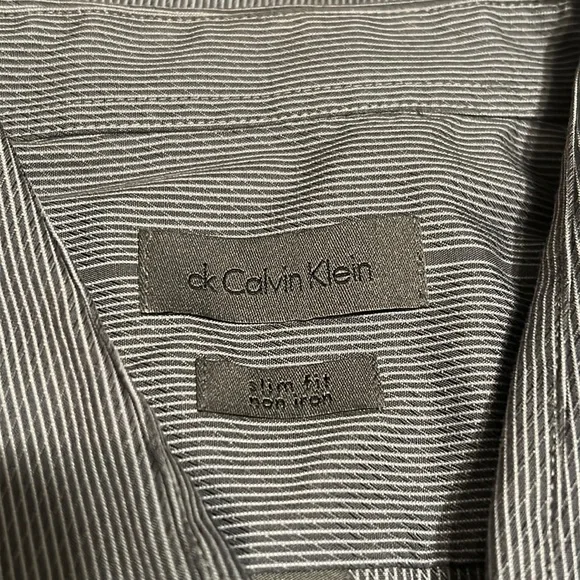 ck Calvin Klein
slim fit
non iron